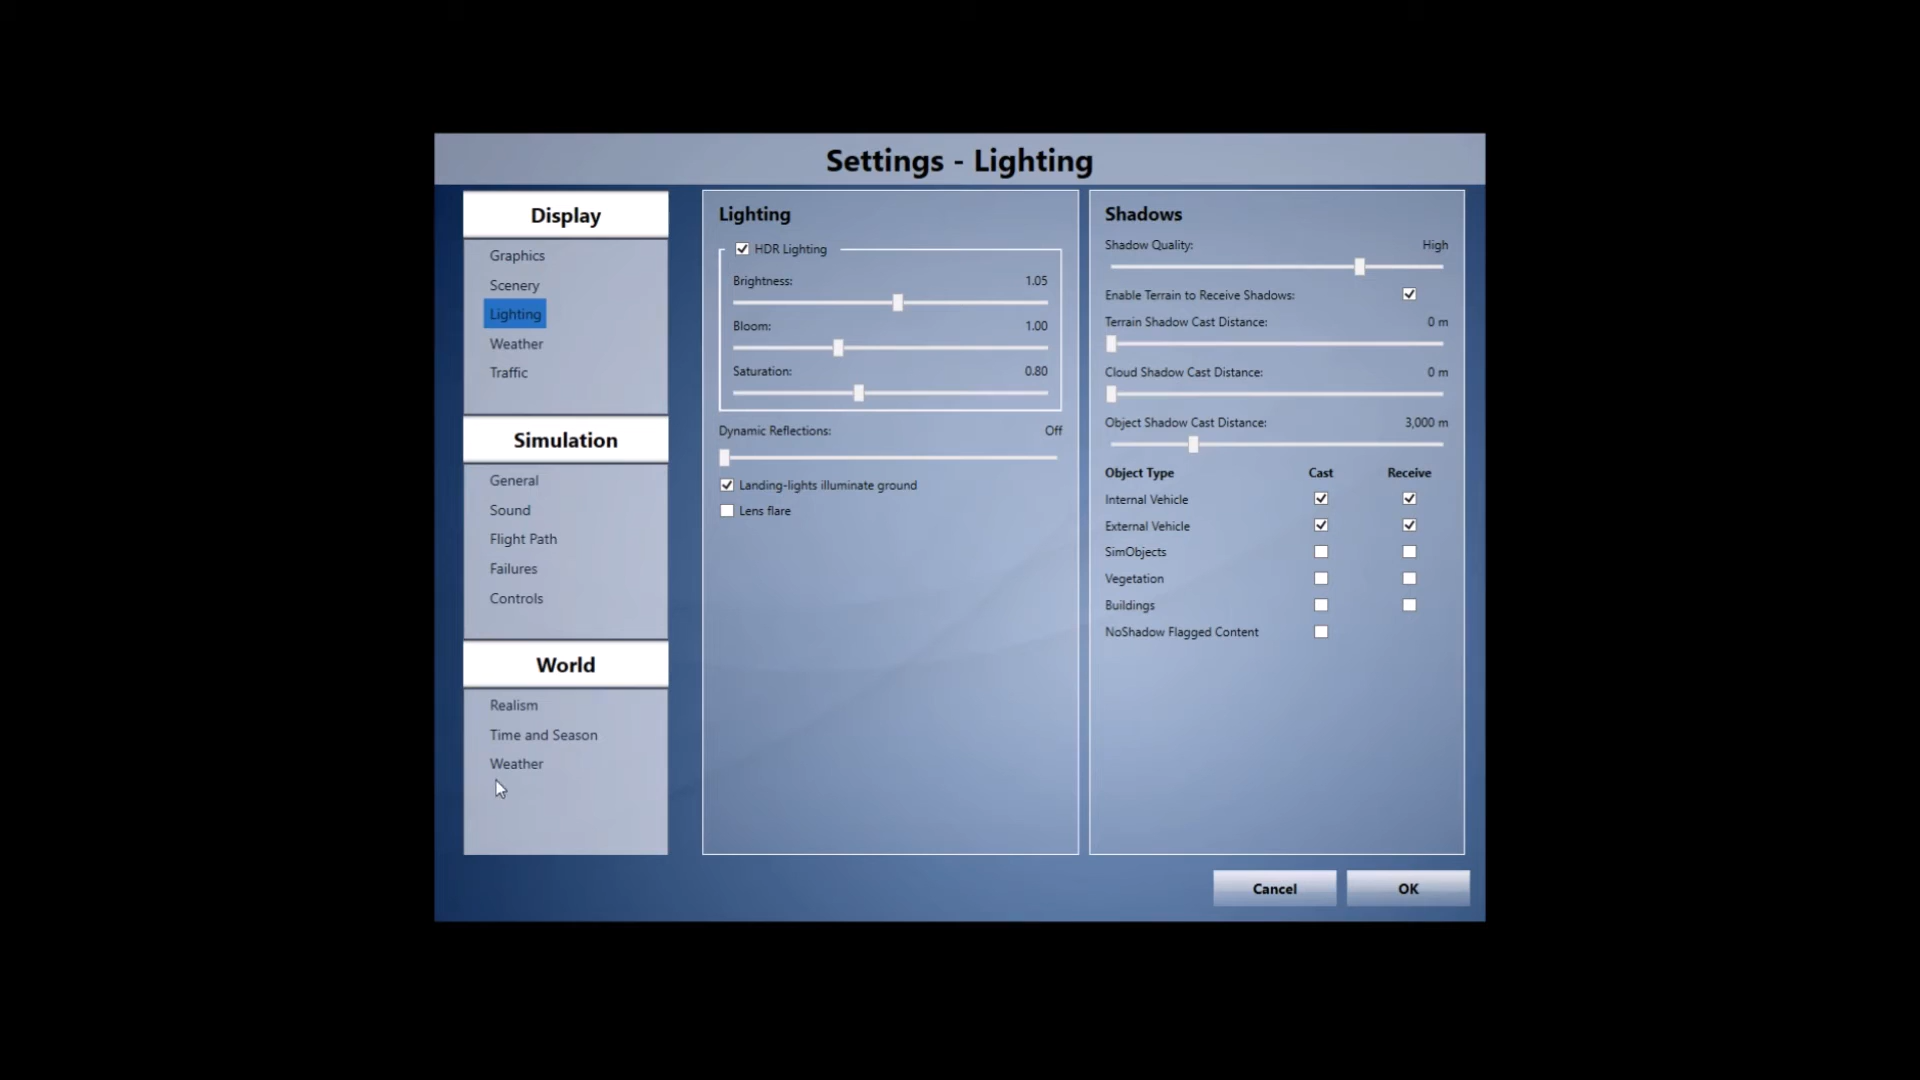 Settings - Lighting
Display
Graphics
Scenery
Lighting
Weather
Traffic
Simulation
General
Sound
Flight Path
Failures
Controls
World
Realism
Time and Season
Weather
Lighting
HDR Lighting
Brightness: 1.05
Bloom: 1.00
Saturation: 0.80
Dynamic Reflections: Off
Landing-lights illuminate ground
Lens flare
Shadows
Shadow Quality: High
Enable Terrain to Receive Shadows:
Terrain Shadow Cast Distance: 0 m
Cloud Shadow Cast Distance: 0 m
Object Shadow Cast Distance: 3,000 m
Object Type Cast Receive
Internal Vehicle
External Vehicle
SimObjects
Vegetation
Buildings
NoShadow Flagged Content
Cancel OK